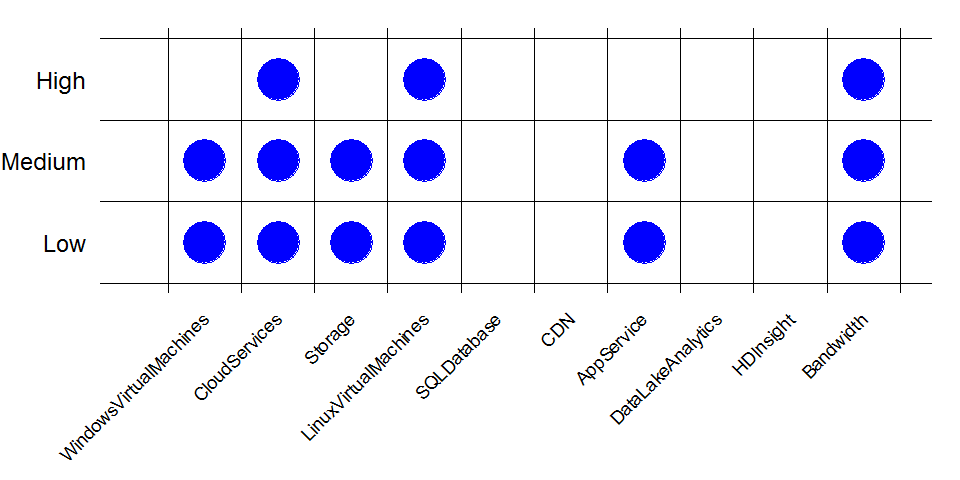 High
Medium
Low
WindowsVirtualMachines
CloudServices
Storage
LinuxVirtualMachines
SQLDatabase
CDN
AppService
DataLakeAnalytics
HDInsight
Bandwidth